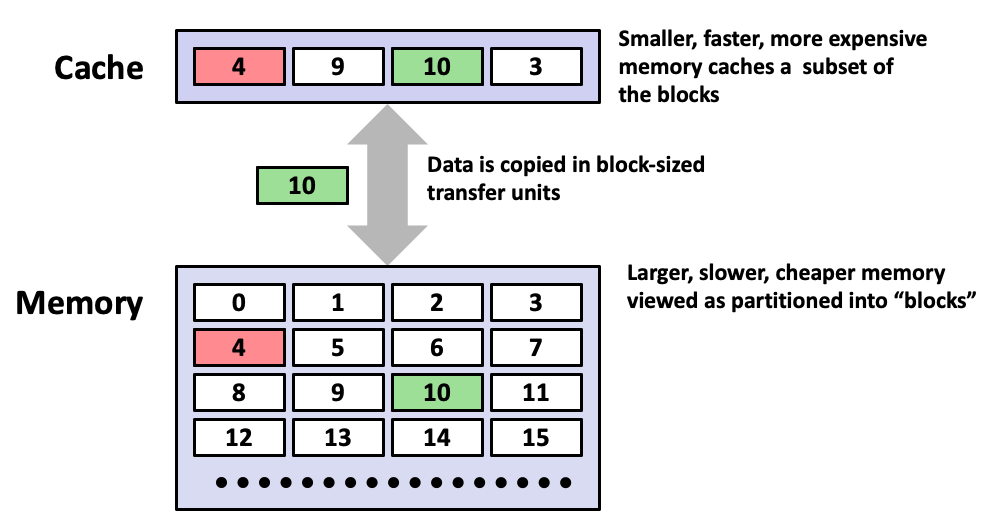 Cache
4 9 10 3
Smaller, faster, more expensive
memory caches a subset of
the blocks
10
Data is copied in block-sized
transfer units
Memory
0 1 2 3
4 5 6 7
8 9 10 11
12 13 14 15
Larger, slower, cheaper memory
viewed as partitioned into “blocks”